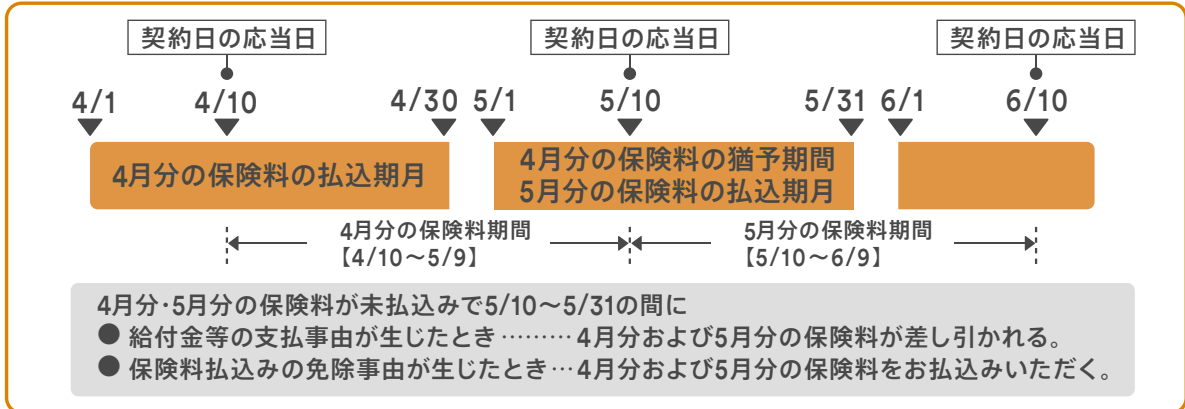 契約日の応当日 契約日の応当日 契約日の応当日
4/1 4/10 4/30 5/1 5/10 5/31 6/1 6/10
4月分の保険料の払込期月
4月分の保険料の猶予期間
5月分の保険料の払込期月
4月分の保険料期間
【4/10～5/9】
5月分の保険料期間
【5/10～6/9】
4月分・5月分の保険料が未払込みで5/10～5/31の間に
● 給付金等の支払事由が生じたとき………4月分および5月分の保険料が差し引かれる。
● 保険料払込みの免除事由が生じたとき…4月分および5月分の保険料をお払込みいただく。